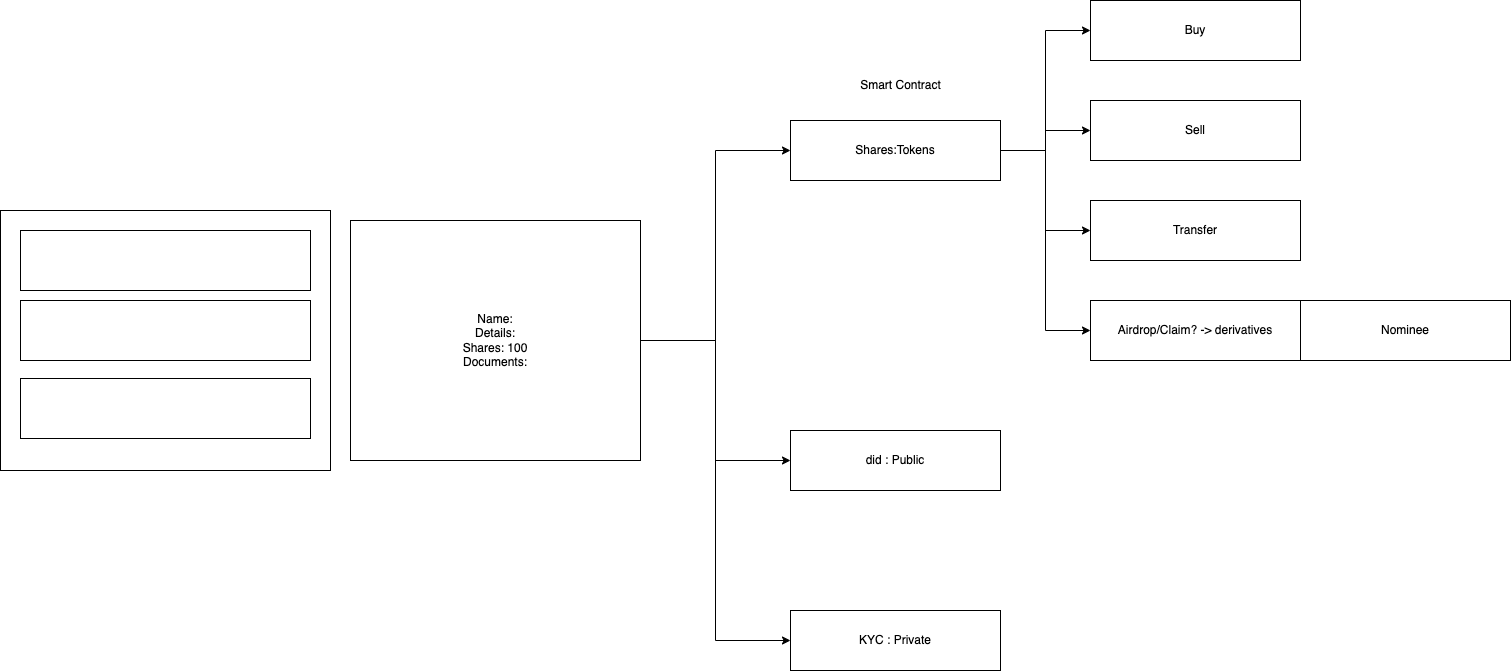 Buy
Smart Contract
Sell
Shares:Tokens
Transfer
Name:
Details:
Shares: 100
Documents:
Airdrop/Claim? -> derivatives
Nominee
did : Public
KYC : Private